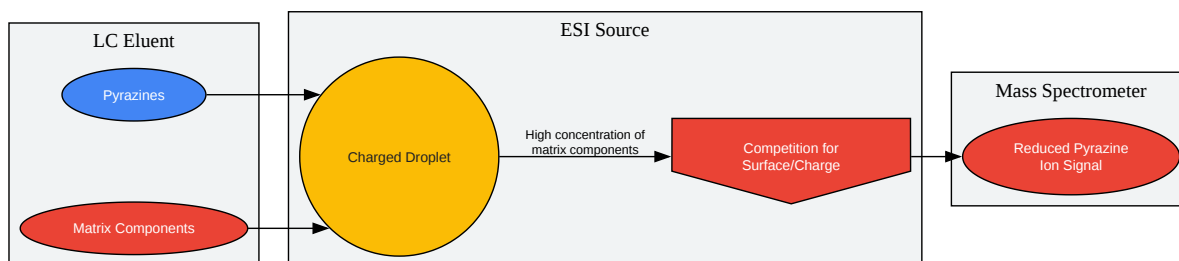 LC Eluent
Pyrazines
Matrix Components
ESI Source
Charged Droplet
High concentration of
matrix components
Competition for
Surface/Charge
Mass Spectrometer
Reduced Pyrazine
Ion Signal